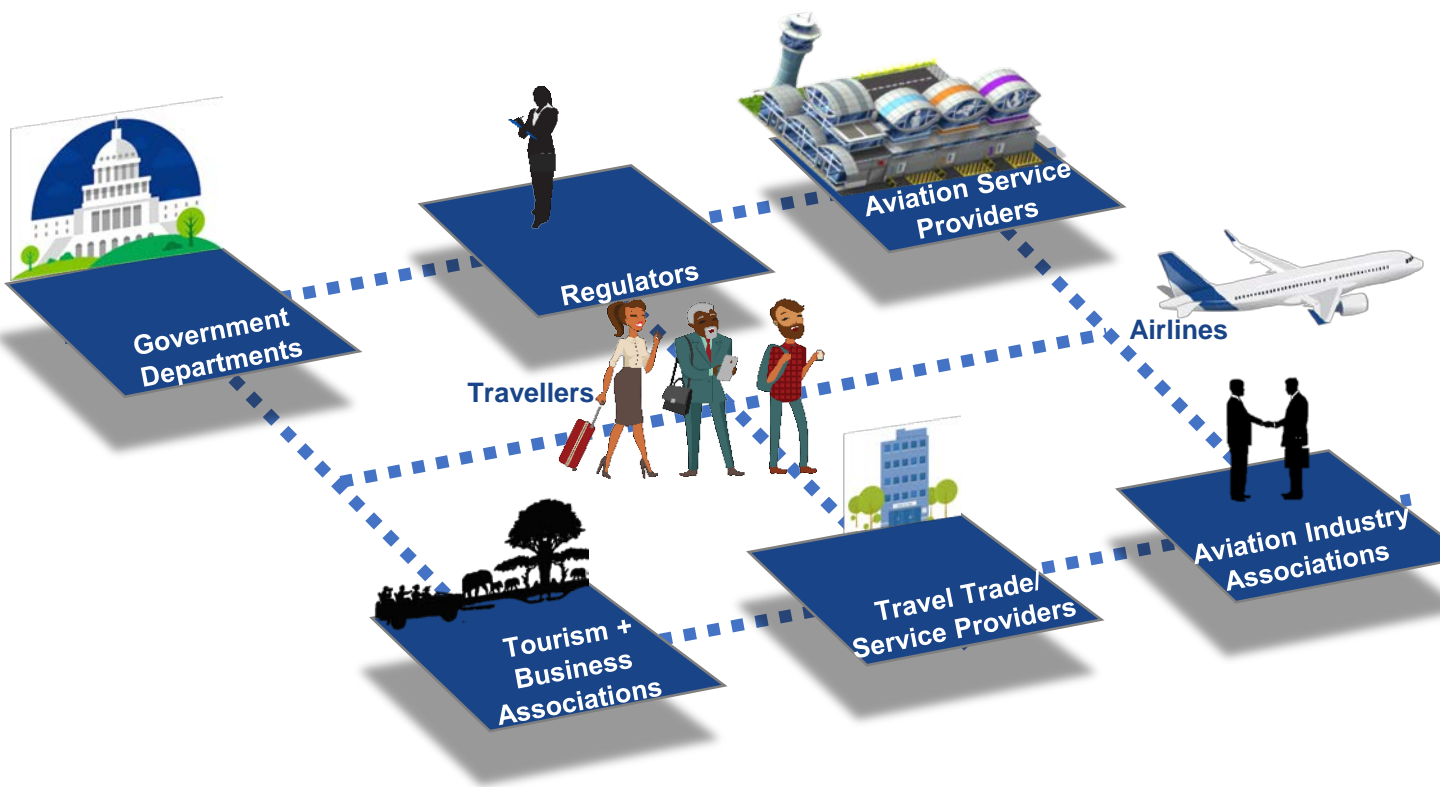 Aviation Service
Providers
Regulators
Government
Departments
Airlines
Travellers
Aviation Industry
Associations
Travel Trade/
Service Providers
Tourism +
Business
Associations